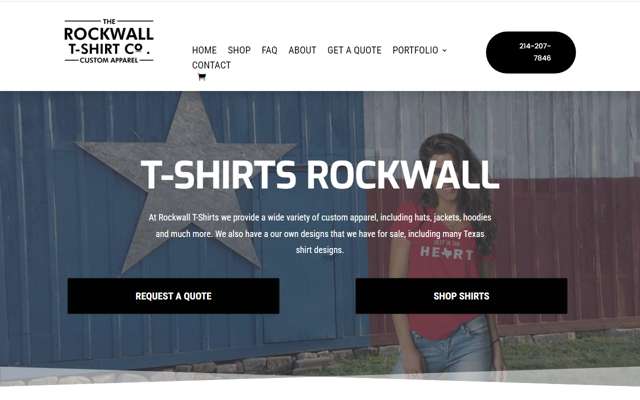 THE
ROCKWALL
T-SHIRT CO.
CUSTOM APPAREL
HOME SHOP FAQ ABOUT GET A QUOTE PORTFOLIO
CONTACT
214-207-
7846
T-SHIRTS ROCKWALL
At Rockwall T-Shirts we provide a wide variety of custom apparel, including hats, jackets, hoodies
and much more. We also have a our own designs that we have for sale, including many Texas
shirt designs.
HE RT
REQUEST A QUOTE
SHOP SHIRTS